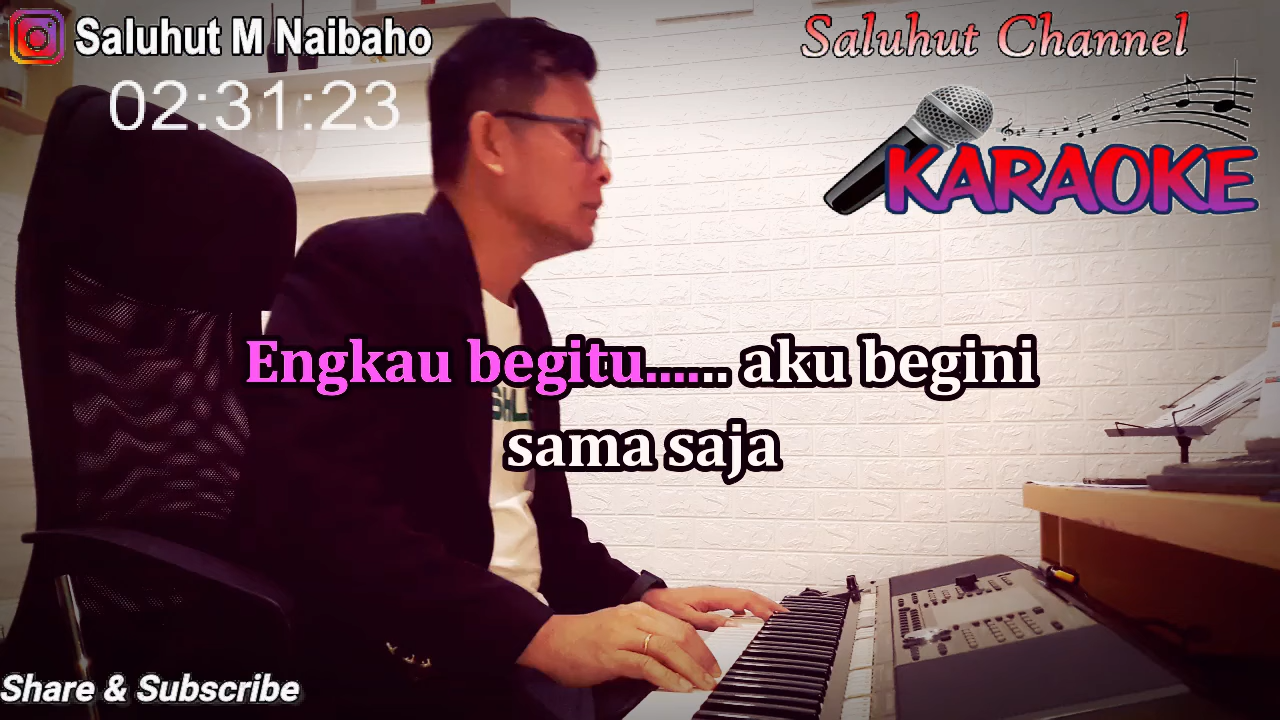 Saluhut M Naibaho
Saluhut Channel
02:31:23
KARAOKE
Engkau begitu...... aku begini
sama saja
Share & Subscribe